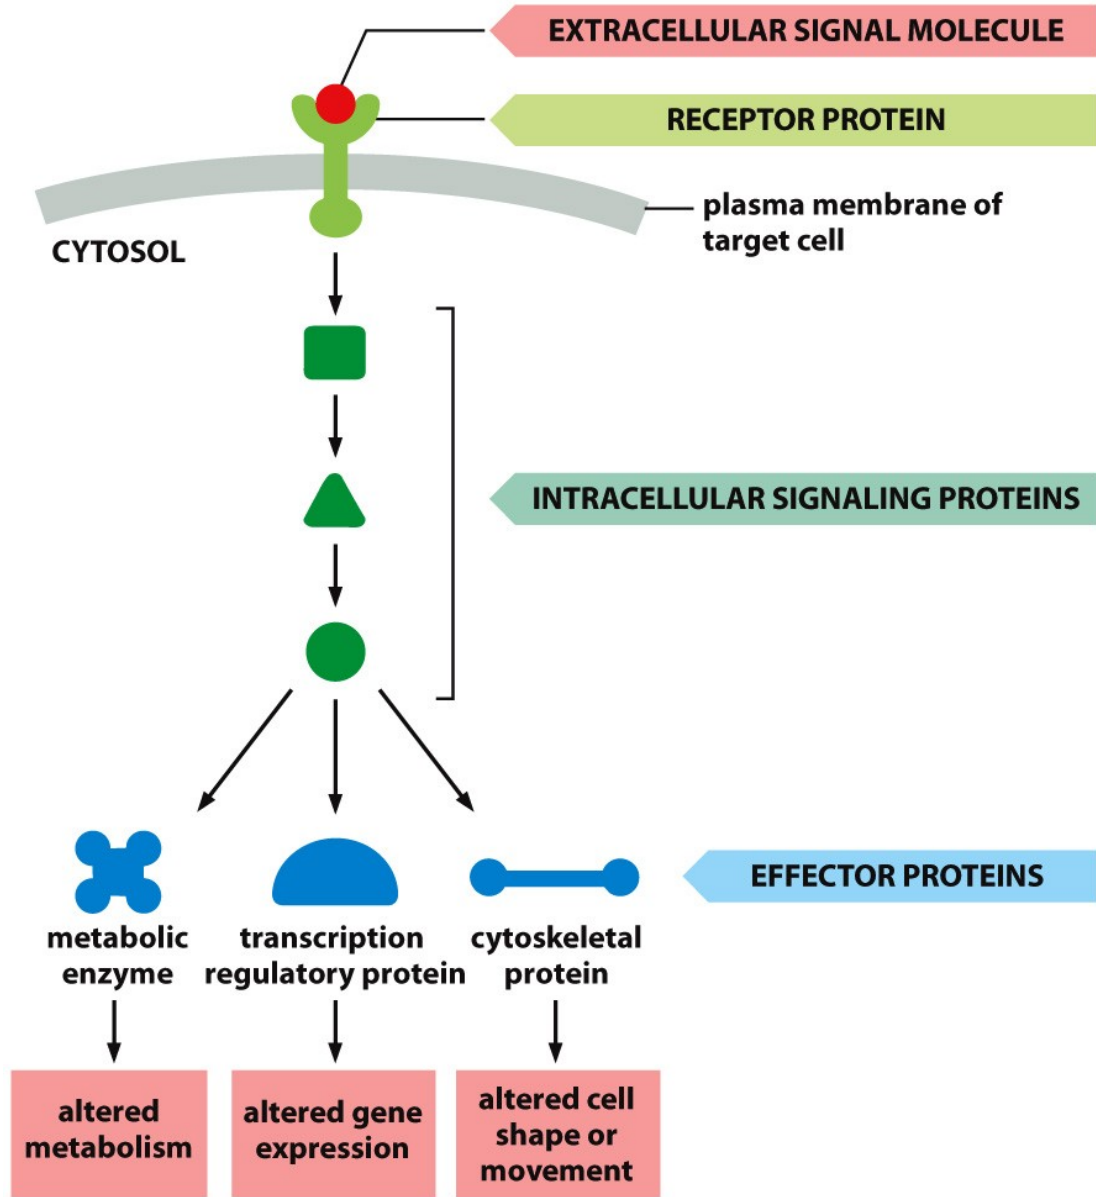 EXTRACELLULAR SIGNAL MOLECULE
RECEPTOR PROTEIN
plasma membrane of
target cell
CYTOSOL
INTRACELLULAR SIGNALING PROTEINS
EFFECTOR PROTEINS
metabolic
enzyme
transcription
regulatory protein
cytoskeletal
protein
altered
metabolism
altered gene
expression
altered cell
shape or
movement